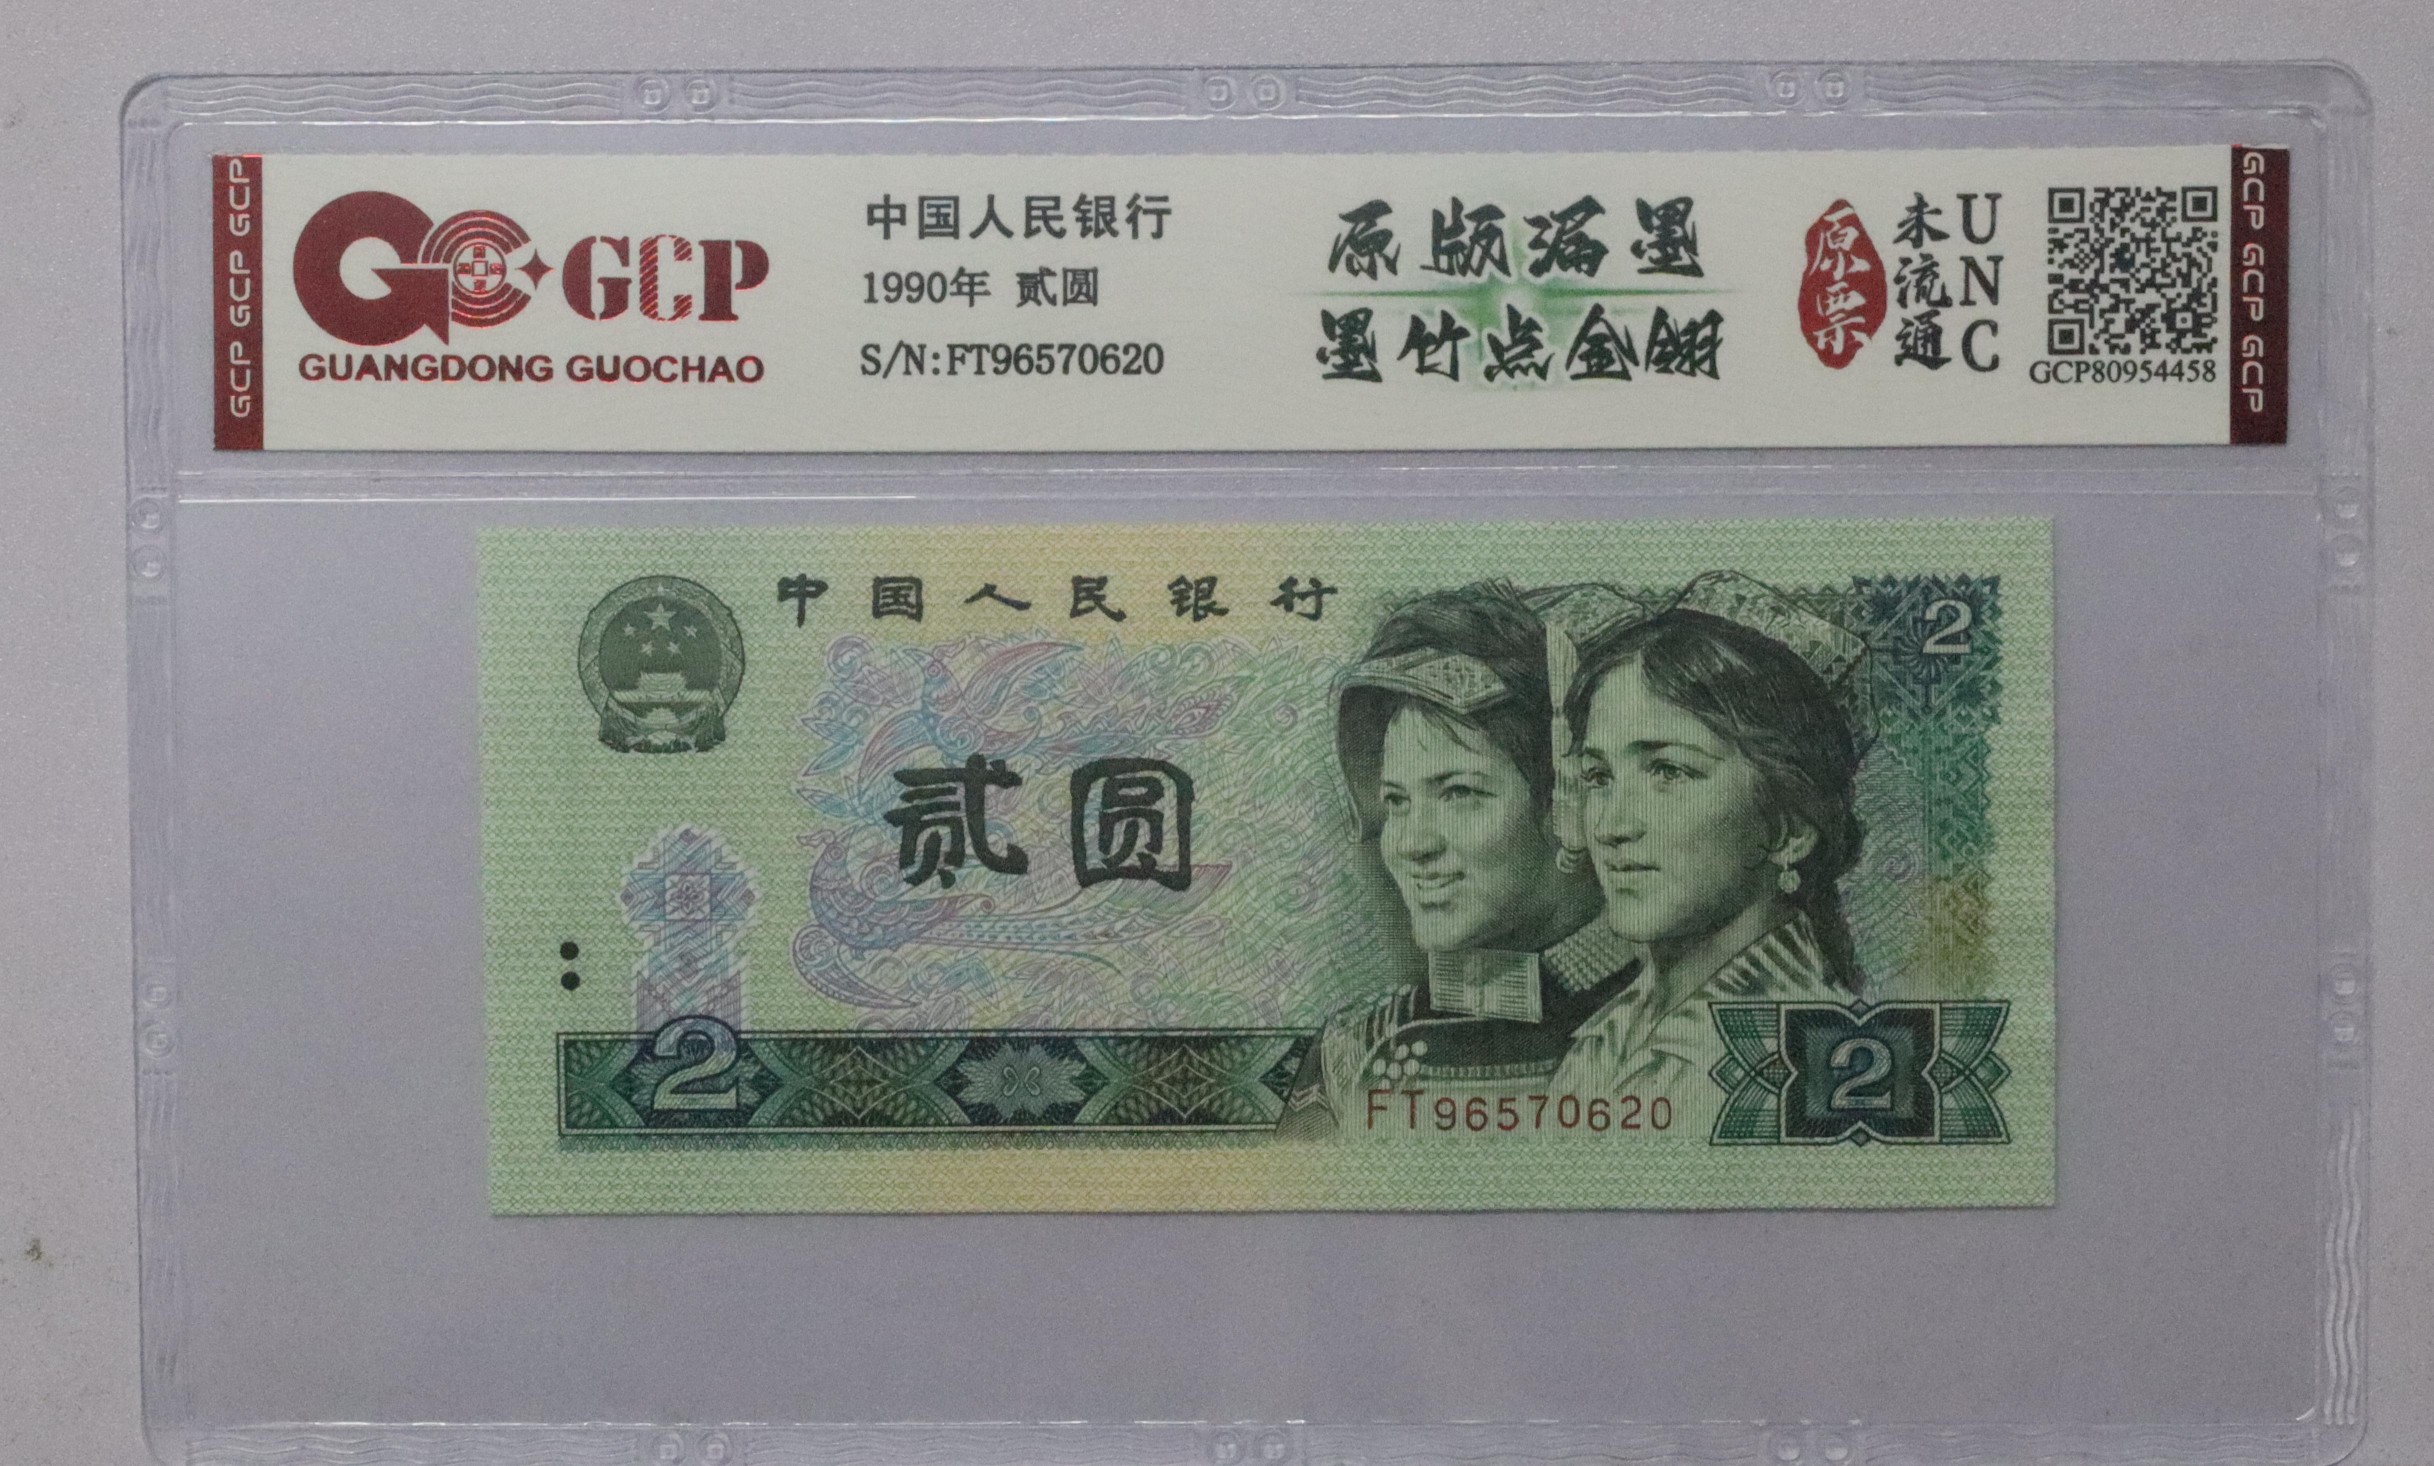 GCP GCP GCP
GCP
GUANGDONG GUOCHAO
中国人民银行
1990年 贰圆
S/N:FT96570620
原版漏墨
墨竹点金翎
原票
未流通
UNC
GCP80954458
GCP GCP GCP
中国人民银行
2
贰圆
2
FT96570620
2